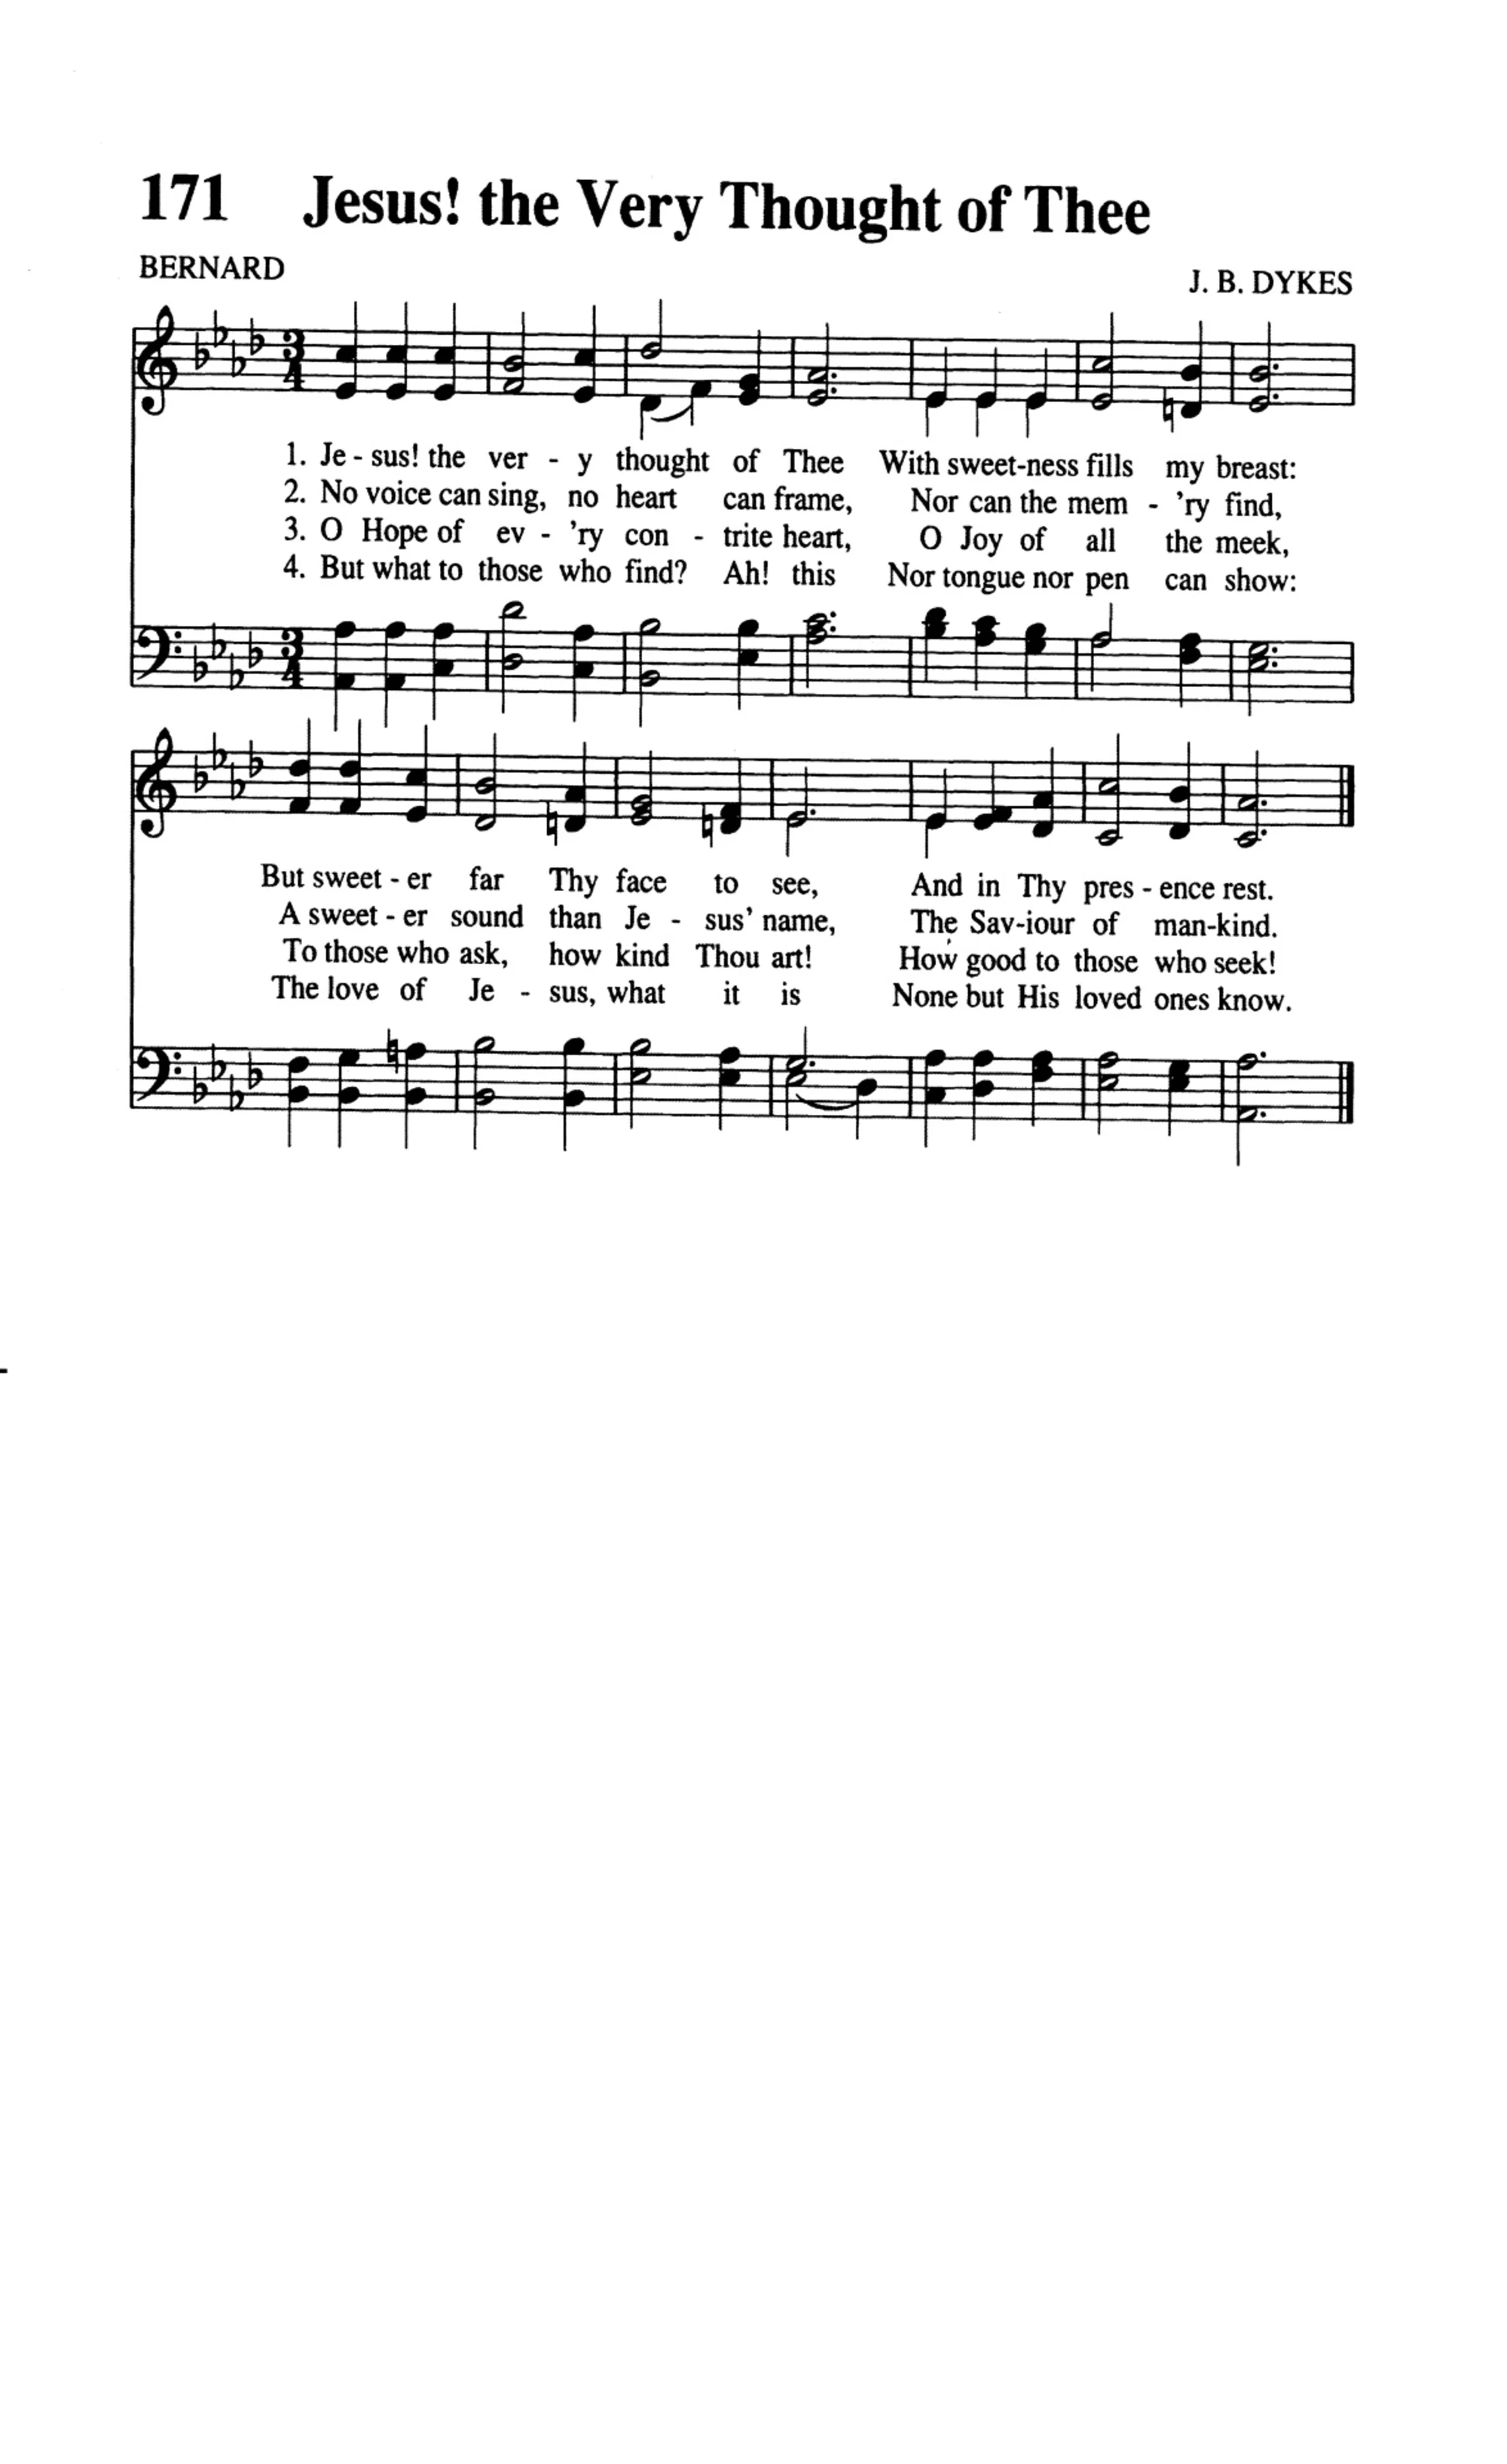 171 Jesus! the Very Thought of Thee
BERNARD
J. B. DYKES
3
4
1. Je - sus! the ver - y thought of Thee With sweet-ness fills my breast:
2. No voice can sing, no heart can frame, Nor can the mem - 'ry find,
3. O Hope of ev - 'ry con - trite heart, O Joy of all the meek,
4. But what to those who find? Ah! this Nor tongue nor pen can show:
3
4
But sweet - er far Thy face to see, And in Thy pres - ence rest.
A sweet - er sound than Je - sus' name, The Sav-iour of man-kind.
To those who ask, how kind Thou art! How good to those who seek!
The love of Je - sus, what it is None but His loved ones know.